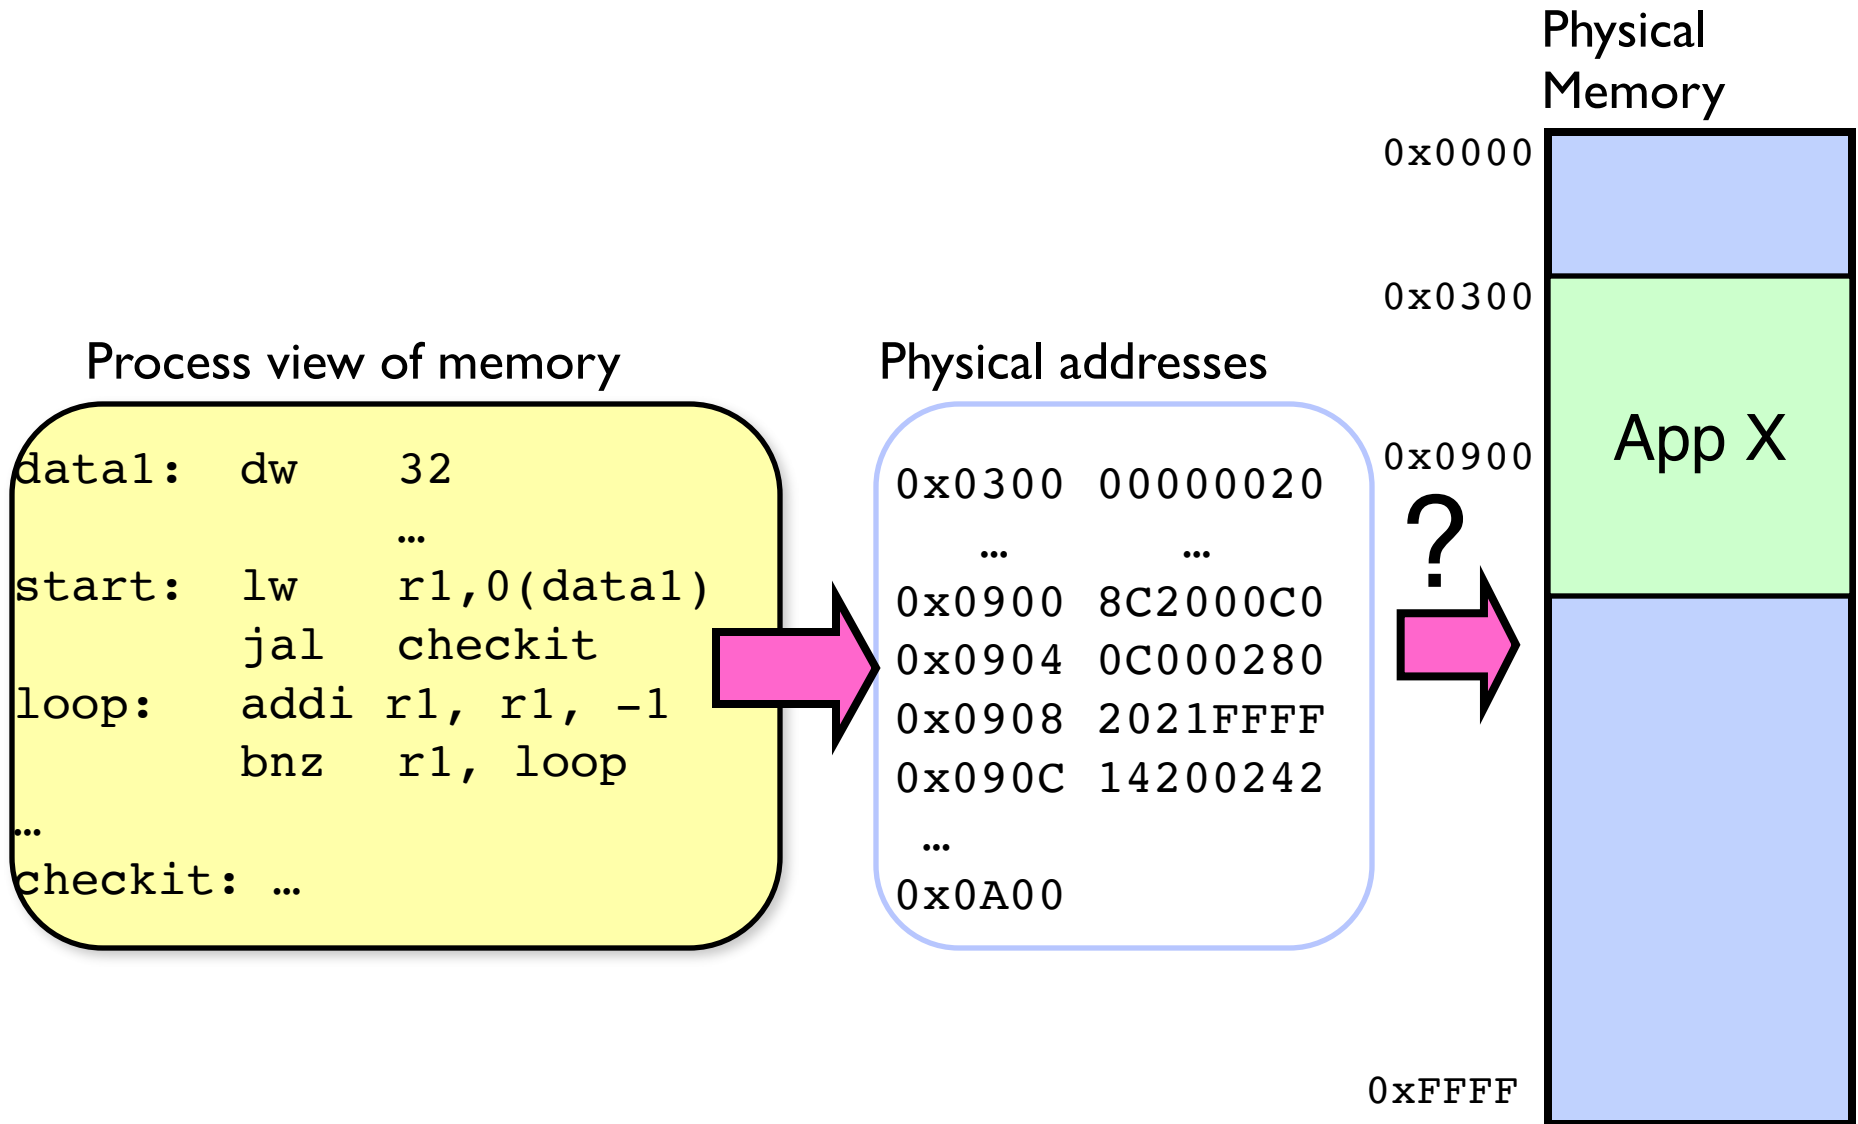 Process view of memory
data1: dw 32
…
start: lw r1,0(data1)
jal checkit
loop: addi r1, r1, -1
bnz r1, loop
…
checkit: …
Physical addresses
0x0300 00000020
… …
0x0900 8C2000C0
0x0904 0C000280
0x0908 2021FFFF
0x090C 14200242
…
0x0A00
?
Physical
Memory
0x0000
0x0300
0x0900
App X
0xFFFF